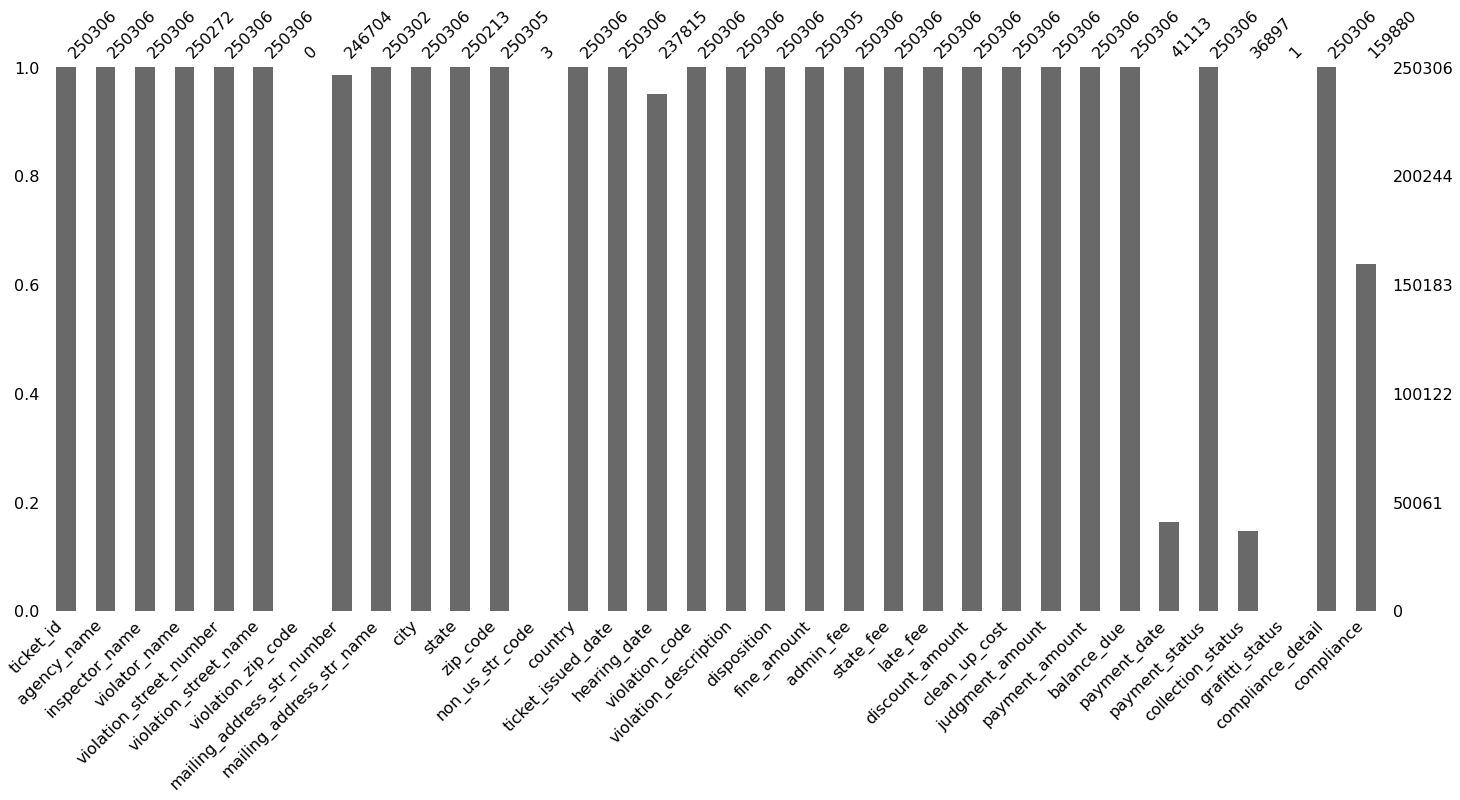 250306
250306
250306
250272
250306
250306
0
246704
250302
250306
250213
250305
3
250306
250306
237815
250306
250306
250306
250305
250306
250306
250306
250306
250306
250306
250306
250306
41113
250306
36897
1
250306
159880
1.0
0.8
0.6
0.4
0.2
0.0
250306
200244
150183
100122
50061
0
ticket_id
agency_name
inspector_name
violator_name
violation_street_number
violation_street_name
violation_zip_code
mailing_address_str_number
mailing_address_str_name
city
state
zip_code
non_us_str_code
country
ticket_issued_date
hearing_date
violation_code
violation_description
disposition
fine_amount
admin_fee
state_fee
late_fee
discount_amount
clean_up_cost
judgment_amount
payment_amount
balance_due
payment_date
payment_status
collection_status
grafitti_status
compliance_detail
compliance